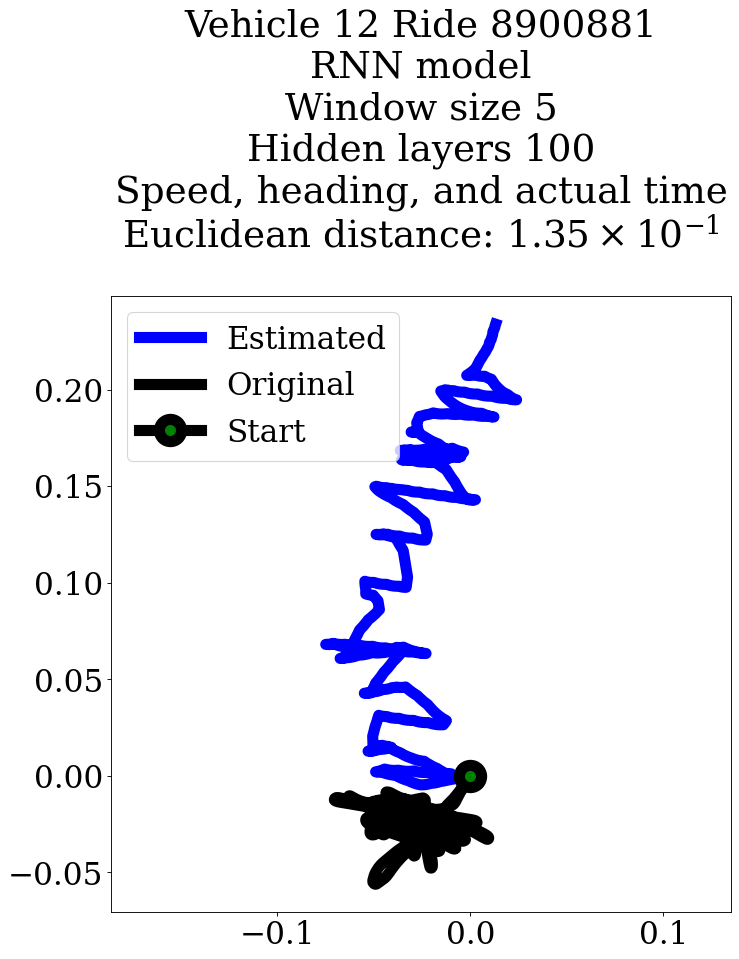 Vehicle 12 Ride 8900881
RNN model
Window size 5
Hidden layers 100
Speed, heading, and actual time
Euclidean distance: 1.35 × 10⁻¹
Estimated
Original
Start
0.20
0.15
0.10
0.05
0.00
−0.05
−0.1 0.0 0.1